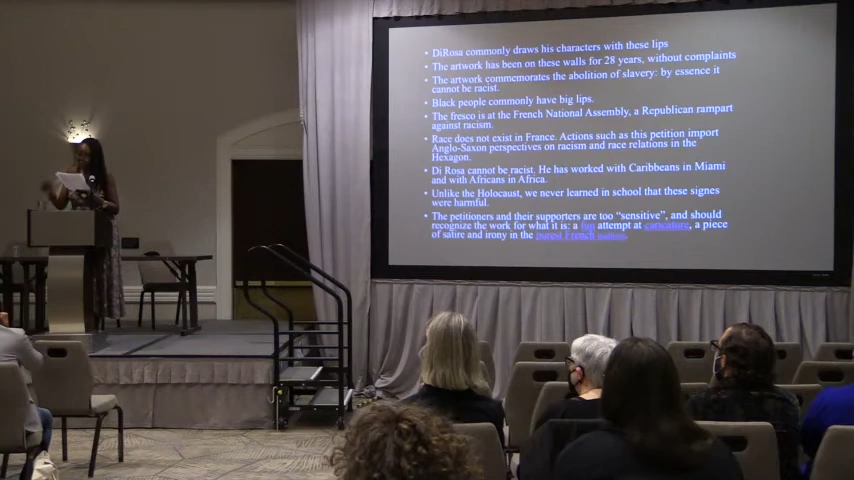 • DiRosa commonly draws his characters with these lips
• The artwork has been on these walls for 28 years, without complaints
• The artwork commemorates the abolition of slavery: by essence it
cannot be racist.
• Black people commonly have big lips.
• The fresco is at the French National Assembly, a Republican rampart
against racism.
• Race does not exist in France. Actions such as this petition import
Anglo-Saxon perspectives on racism and race relations in the
Hexagon.
• Di Rosa cannot be racist. He has worked with Caribbeans in Miami
and with Africans in Africa.
• Unlike the Holocaust, we never learned in school that these signes
were harmful.
• The petitioners and their supporters are too “sensitive”, and should
recognize the work for what it is: a fun attempt at caricature, a piece
of satire and irony in the purest French